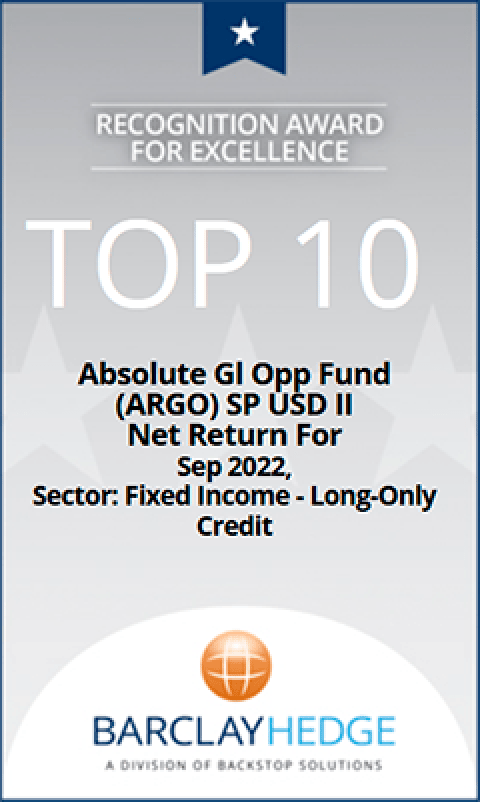 RECOGNITION AWARD
FOR EXCELLENCE
TOP 10
Absolute Gl Opp Fund
(ARGO) SP USD II
Net Return For
Sep 2022,
Sector: Fixed Income - Long-Only
Credit
BARCLAYHEDGE
A DIVISION OF BACKSTOP SOLUTIONS